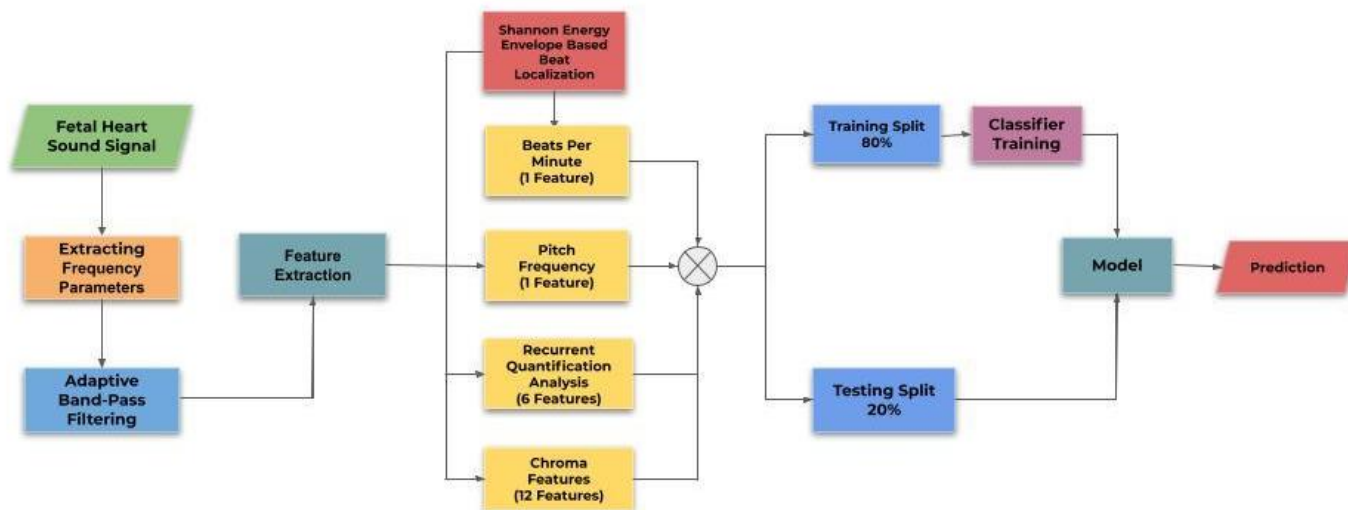 Fetal Heart
Sound Signal
Extracting
Frequency
Parameters
Adaptive
Band-Pass
Filtering
Feature
Extraction
Shannon Energy
Envelope Based
Beat
Localization
Beats Per
Minute
(1 Feature)
Pitch
Frequency
(1 Feature)
Recurrent
Quantification
Analysis
(6 Features)
Chroma
Features
(12 Features)
Training Split
80%
Classifier
Training
Testing Split
20%
Model
Prediction